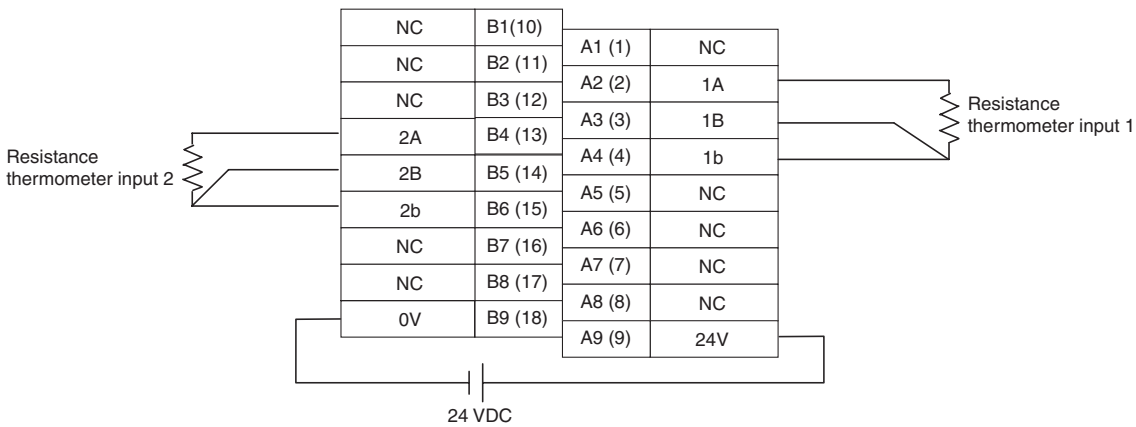 NC B1(10)
A1 (1) NC
NC B2 (11)
A2 (2) 1A
NC B3 (12)
A3 (3) 1B
2A B4 (13)
A4 (4) 1b
2B B5 (14)
A5 (5) NC
2b B6 (15)
A6 (6) NC
NC B7 (16)
A7 (7) NC
NC B8 (17)
A8 (8) NC
0V B9 (18)
A9 (9) 24V
Resistance
thermometer input 1
Resistance
thermometer input 2
24 VDC